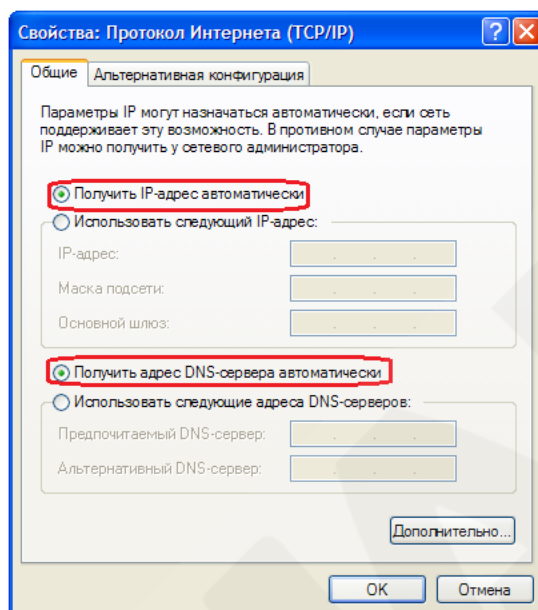 Свойства: Протокол Интернета (TCP/IP)
Общие
Альтернативная конфигурация
Параметры IP могут назначаться автоматически, если сеть
поддерживает эту возможность. В противном случае параметры
IP можно получить у сетевого администратора.
Получить IP-адрес автоматически
Использовать следующий IP-адрес:
IP-адрес:
Маска подсети:
Основной шлюз:
Получить адрес DNS-сервера автоматически
Использовать следующие адреса DNS-серверов:
Предпочитаемый DNS-сервер:
Альтернативный DNS-сервер:
Дополнительно...
OK
Отмена